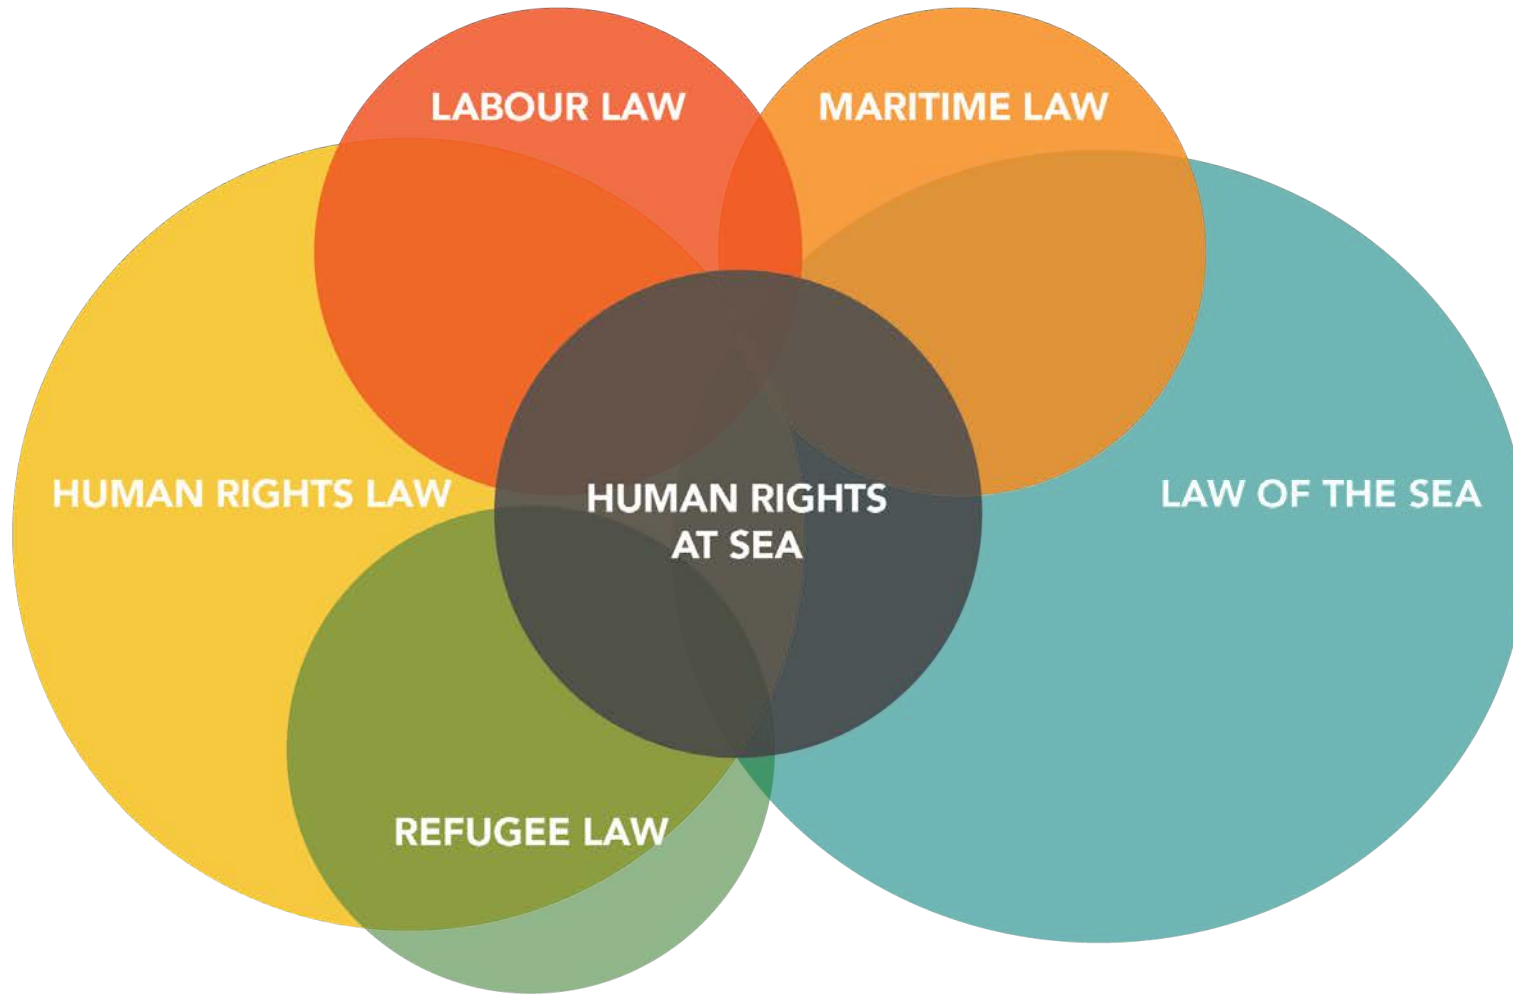 LABOUR LAW
MARITIME LAW
HUMAN RIGHTS LAW
HUMAN RIGHTS
AT SEA
LAW OF THE SEA
REFUGEE LAW